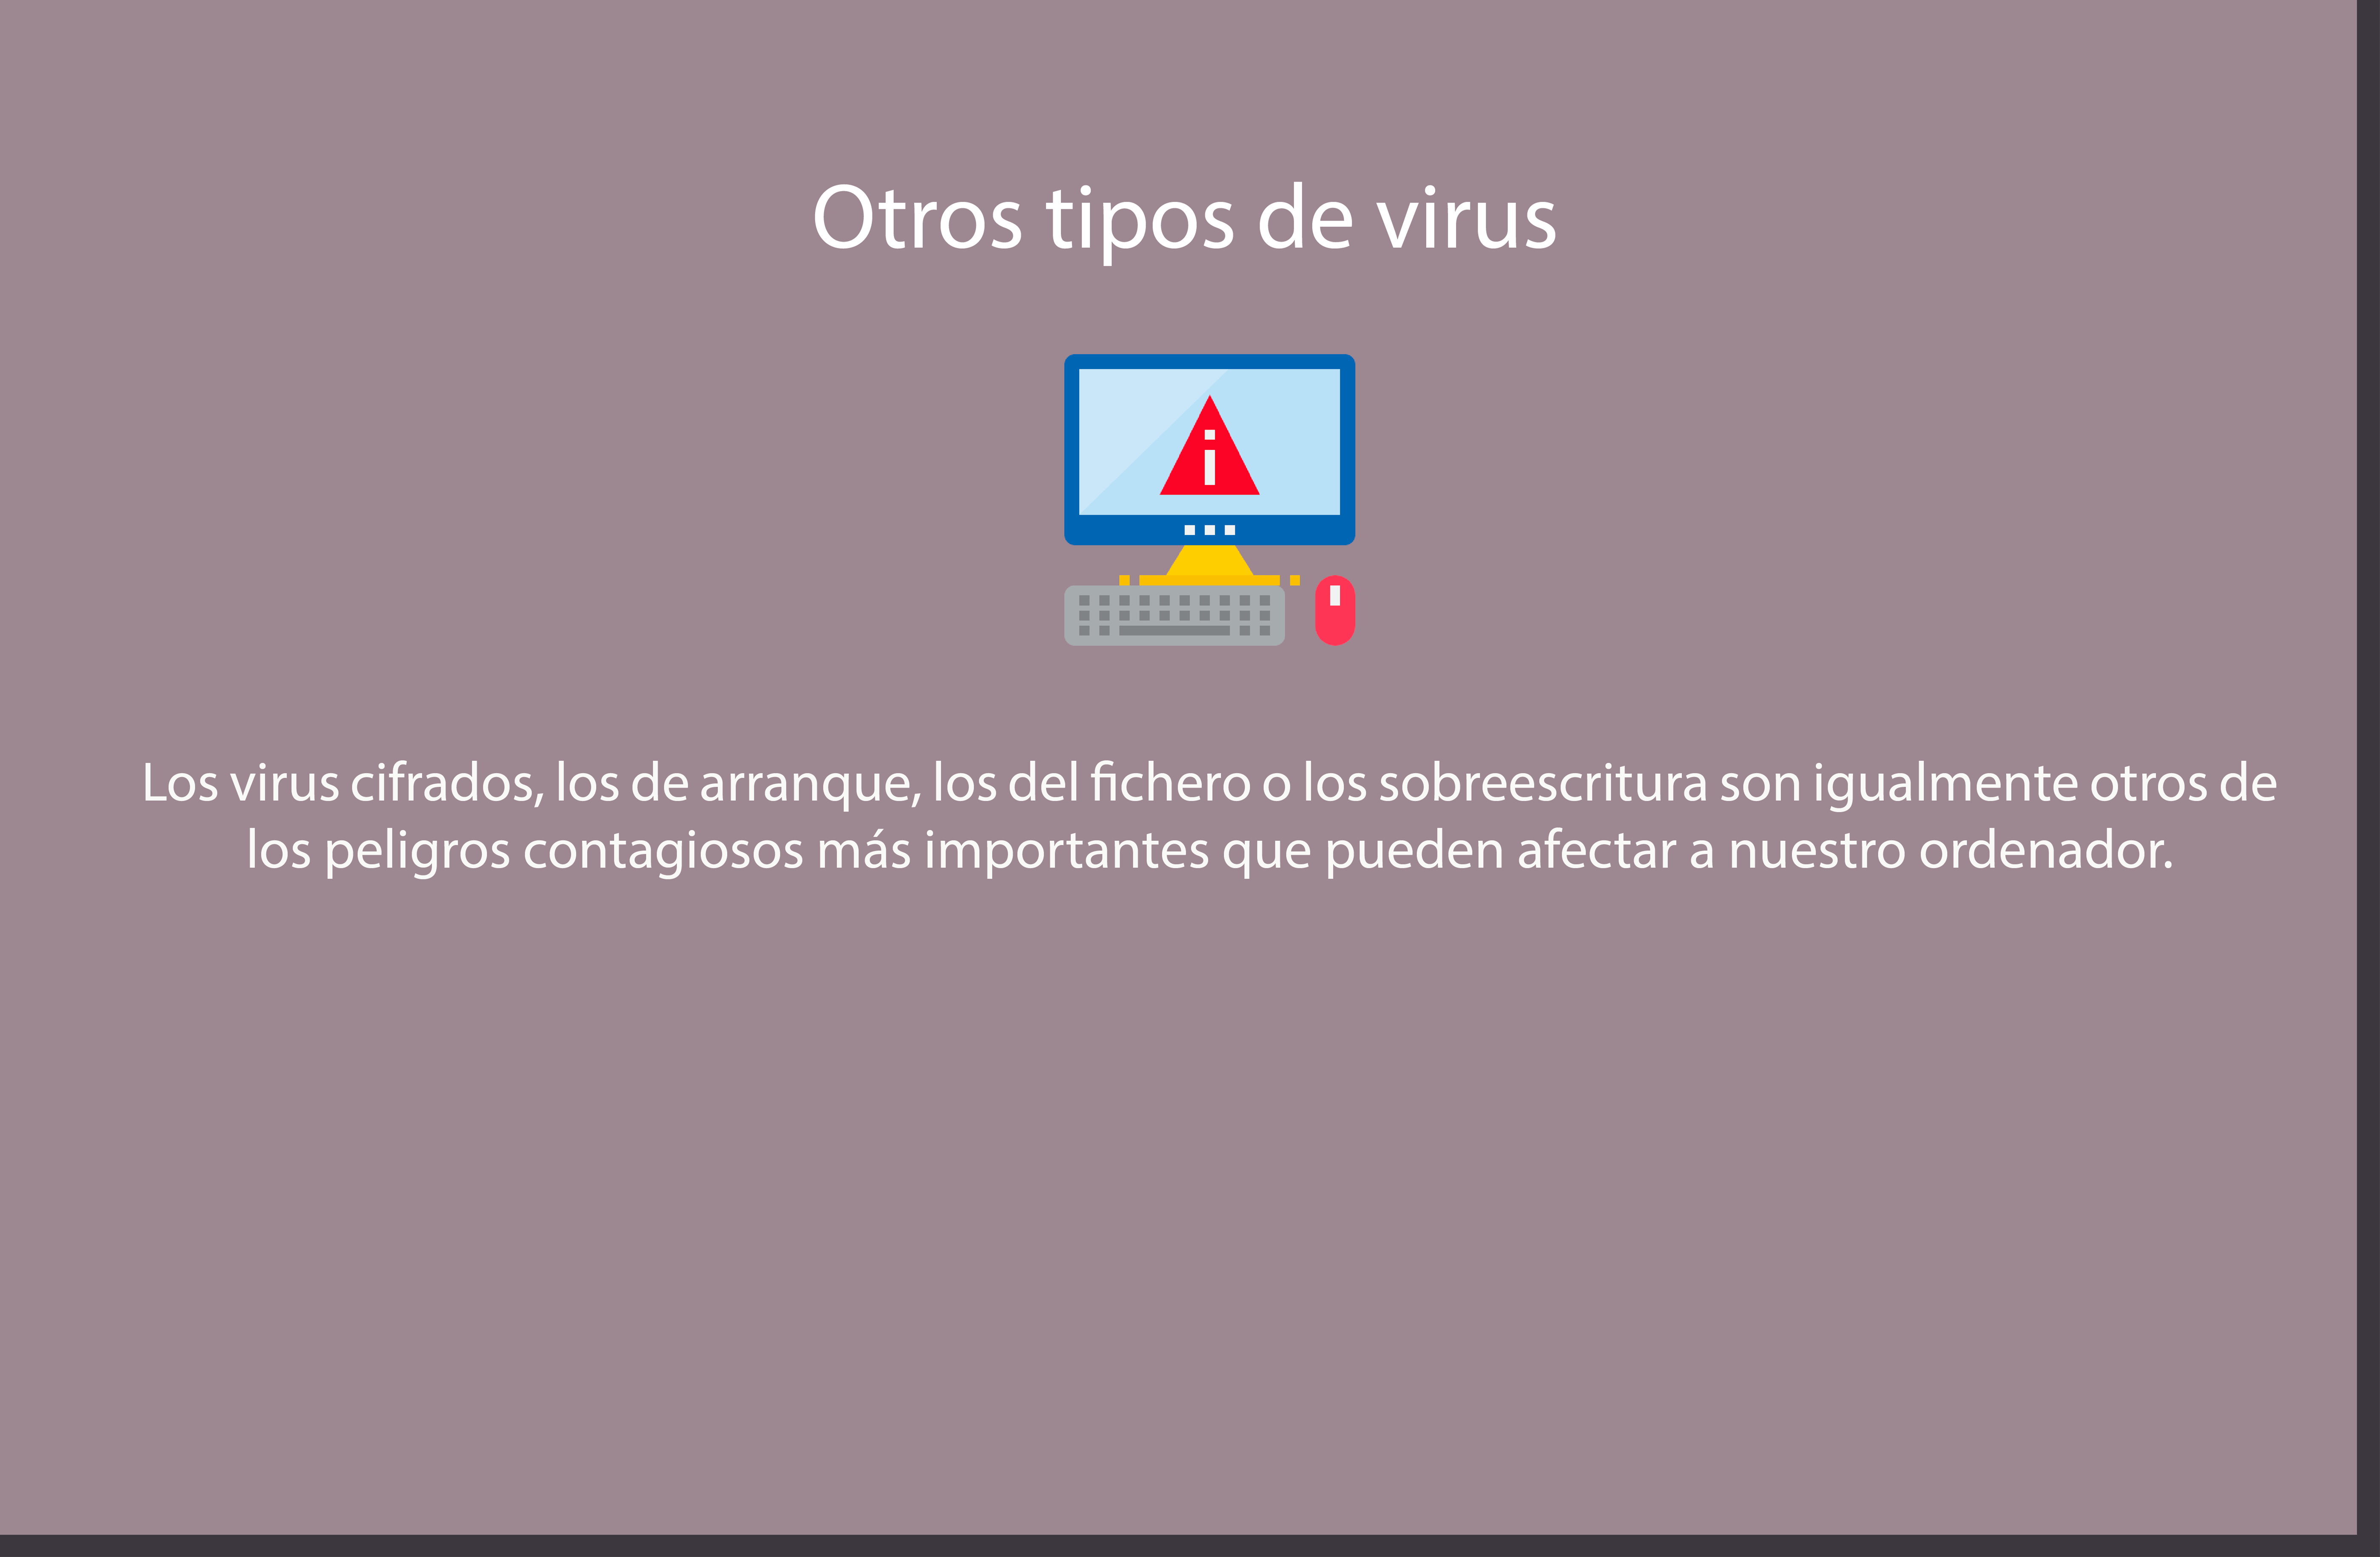 Otros tipos de virus
Los virus cifrados, los de arranque, los del fichero o los sobreescritura son igualmente otros de
los peligros contagiosos más importantes que pueden afectar a nuestro ordenador.